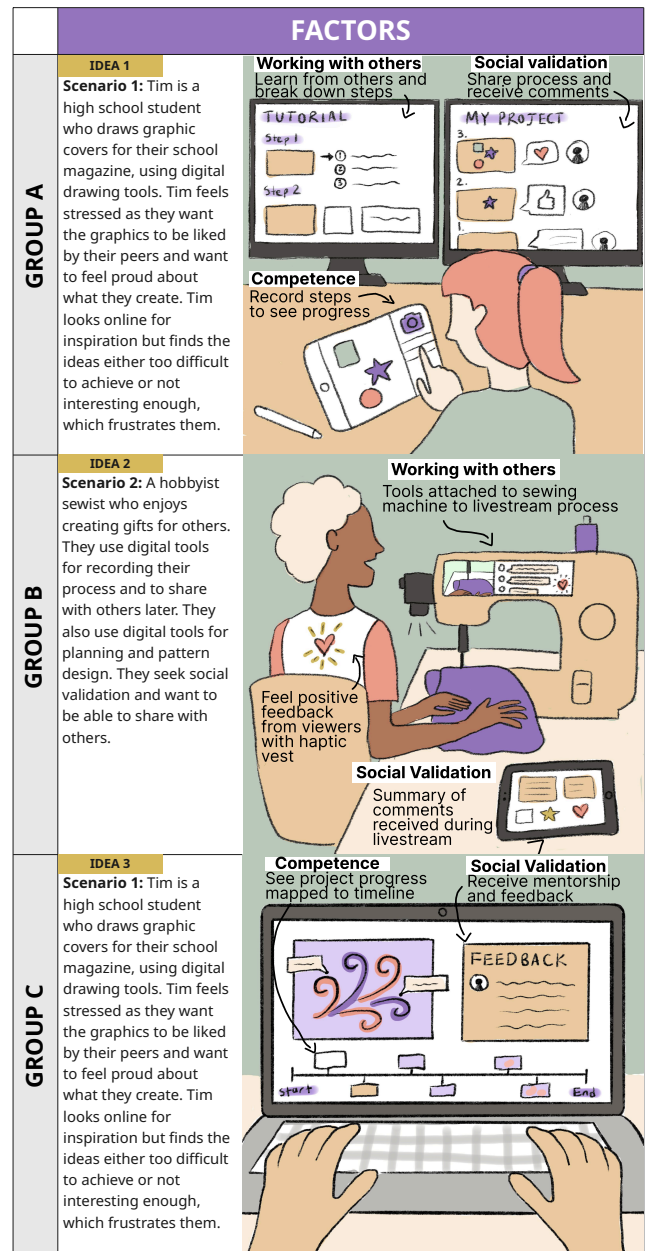 FACTORS
GROUP A
IDEA 1
Scenario 1: Tim is a
high school student
who draws graphic
covers for their school
magazine, using digital
drawing tools. Tim feels
stressed as they want
the graphics to be liked
by their peers and want
to feel proud about
what they create. Tim
looks online for
inspiration but finds the
ideas either too difficult
to achieve or not
interesting enough,
which frustrates them.
Working with others
Learn from others and
break down steps
Social validation
Share process and
receive comments
TUTORIAL
Step 1
1
2
3
Step 2
MY PROJECT
3.
2.
1.
Competence
Record steps
to see progress
GROUP B
IDEA 2
Scenario 2: A hobbyist
sewist who enjoys
creating gifts for others.
They use digital tools
for recording their
process and to share
with others later. They
also use digital tools for
planning and pattern
design. They seek social
validation and want to
be able to share with
others.
Working with others
Tools attached to sewing
machine to livestream process
Feel positive
feedback
from viewers
with haptic
vest
Social Validation
Summary of
comments
received during
livestream
GROUP C
IDEA 3
Scenario 1: Tim is a
high school student
who draws graphic
covers for their school
magazine, using digital
drawing tools. Tim feels
stressed as they want
the graphics to be liked
by their peers and want
to feel proud about
what they create. Tim
looks online for
inspiration but finds the
ideas either too difficult
to achieve or not
interesting enough,
which frustrates them.
Competence
See project progress
mapped to timeline
Social Validation
Receive mentorship
and feedback
FEEDBACK
Start
End